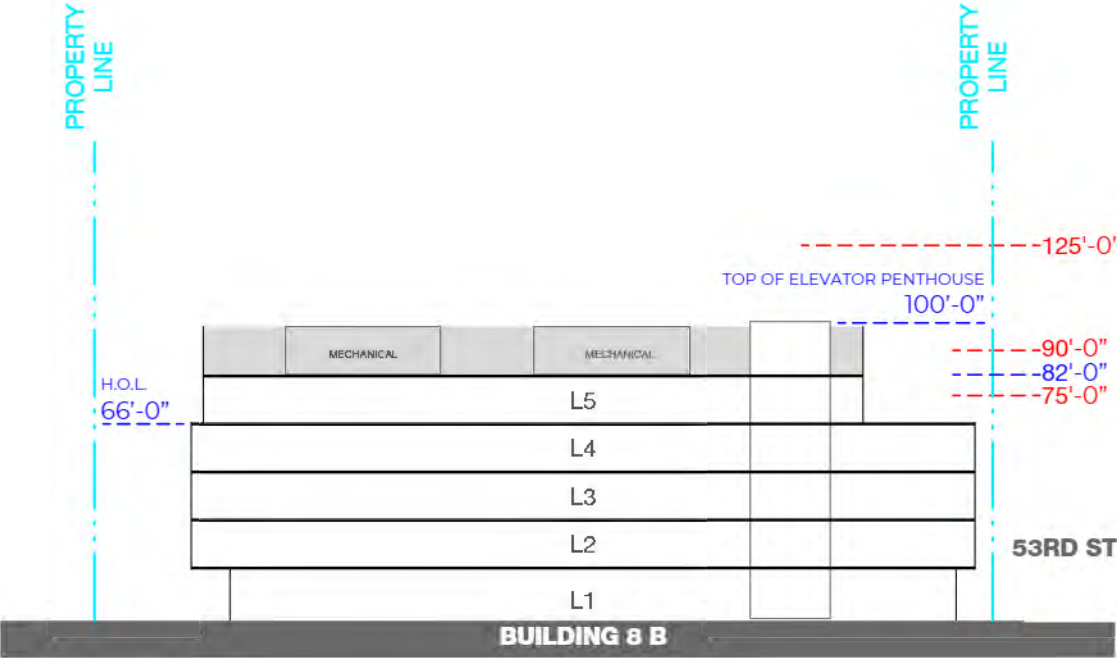 PROPERTY
LINE
PROPERTY
LINE
125'-0'
TOP OF ELEVATOR PENTHOUSE
100'-0"
MECHANICAL
MECHANICAL
90'-0"
82'-0"
75'-0"
H.O.L.
66'-0"
L5
L4
L3
L2
53RD ST
L1
BUILDING 8 B